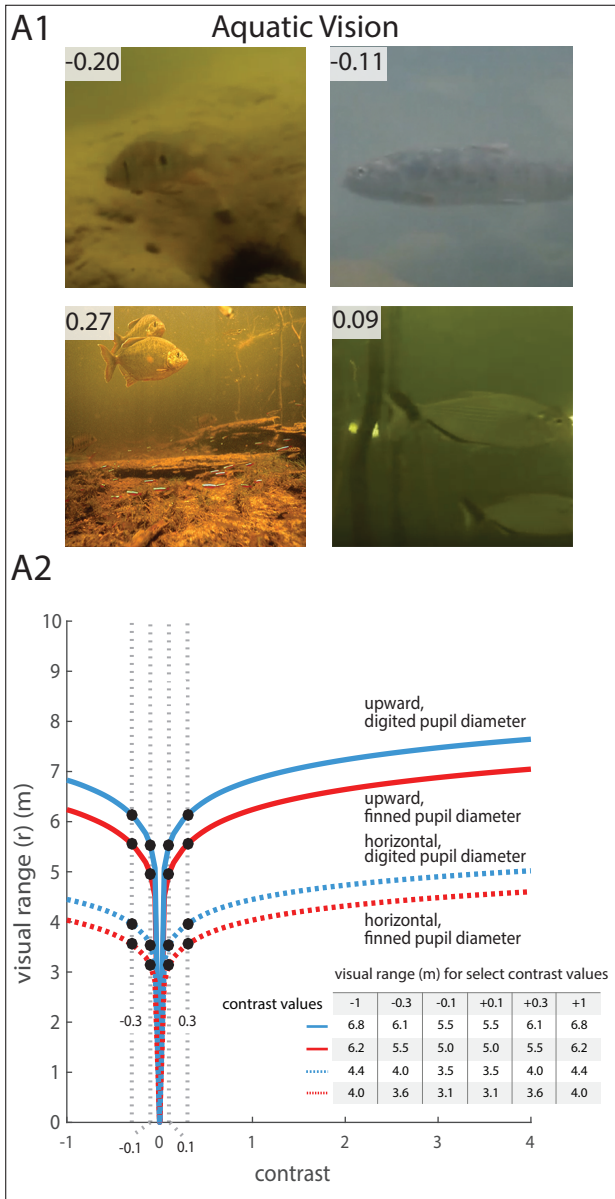 A1
Aquatic Vision
-0.20
-0.11
0.27
0.09
A2
10
9
8
7
6
5
4
3
2
1
0
visual range (r) (m)
upward,
digited pupil diameter
upward,
finned pupil diameter
horizontal,
digited pupil diameter
horizontal,
finned pupil diameter
visual range (m) for select contrast values
contrast values -1 -0.3 -0.1 +0.1 +0.3 +1
6.8 6.1 5.5 5.5 6.1 6.8
6.2 5.5 5.0 5.0 5.5 6.2
4.4 4.0 3.5 3.5 4.0 4.4
4.0 3.6 3.1 3.1 3.6 4.0
-0.3 0.3
-1 0 1 2 3 4
-0.1 0.1
contrast